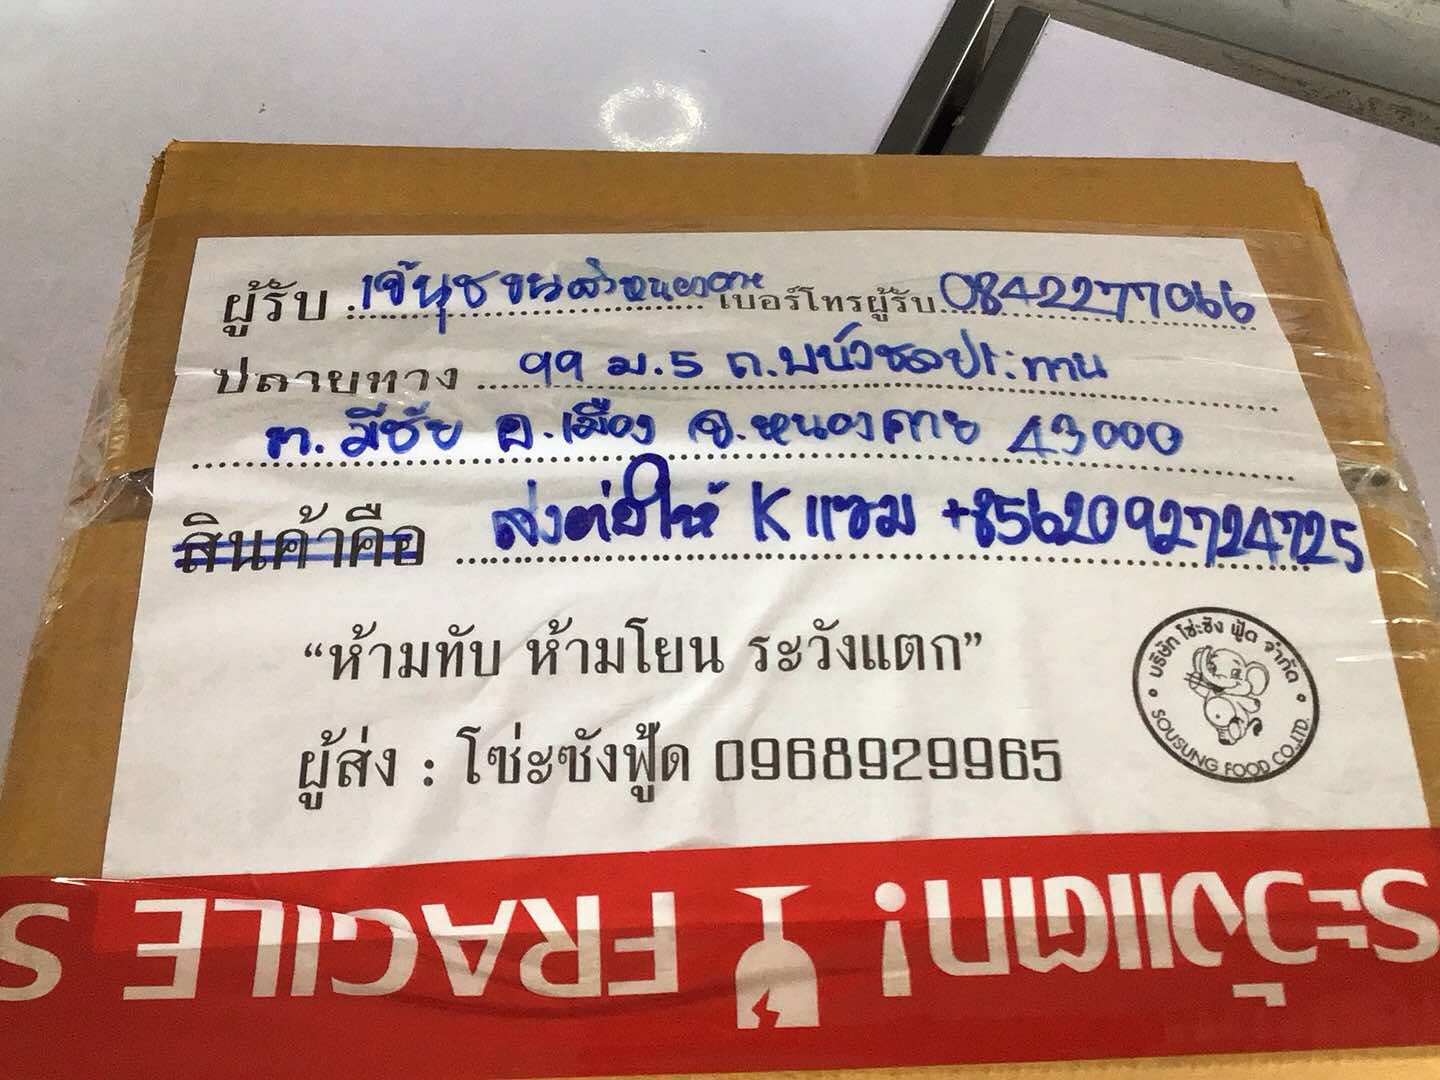 ผู้รับ เจ๊นุชขนส่งหนองคาย เบอร์โทรผู้รับ 0842277066
ปลายทาง 99 ม.5 ถ.พนังชลประทาน
ต. มีชัย อ.เมือง จ.หนองคาย 43000
สินค้าคือ ส่งต่อให้ K แซม +8562092724725
“ห้ามทับ ห้ามโยน ระวังแตก”
ผู้ส่ง : โซ่ะซังฟู้ด 0968929965
บริษัท โซ่ะซัง ฟู้ด จำกัด
SOUSUNG FOOD CO.,LTD.
ระวังแตก! FRAGILE S